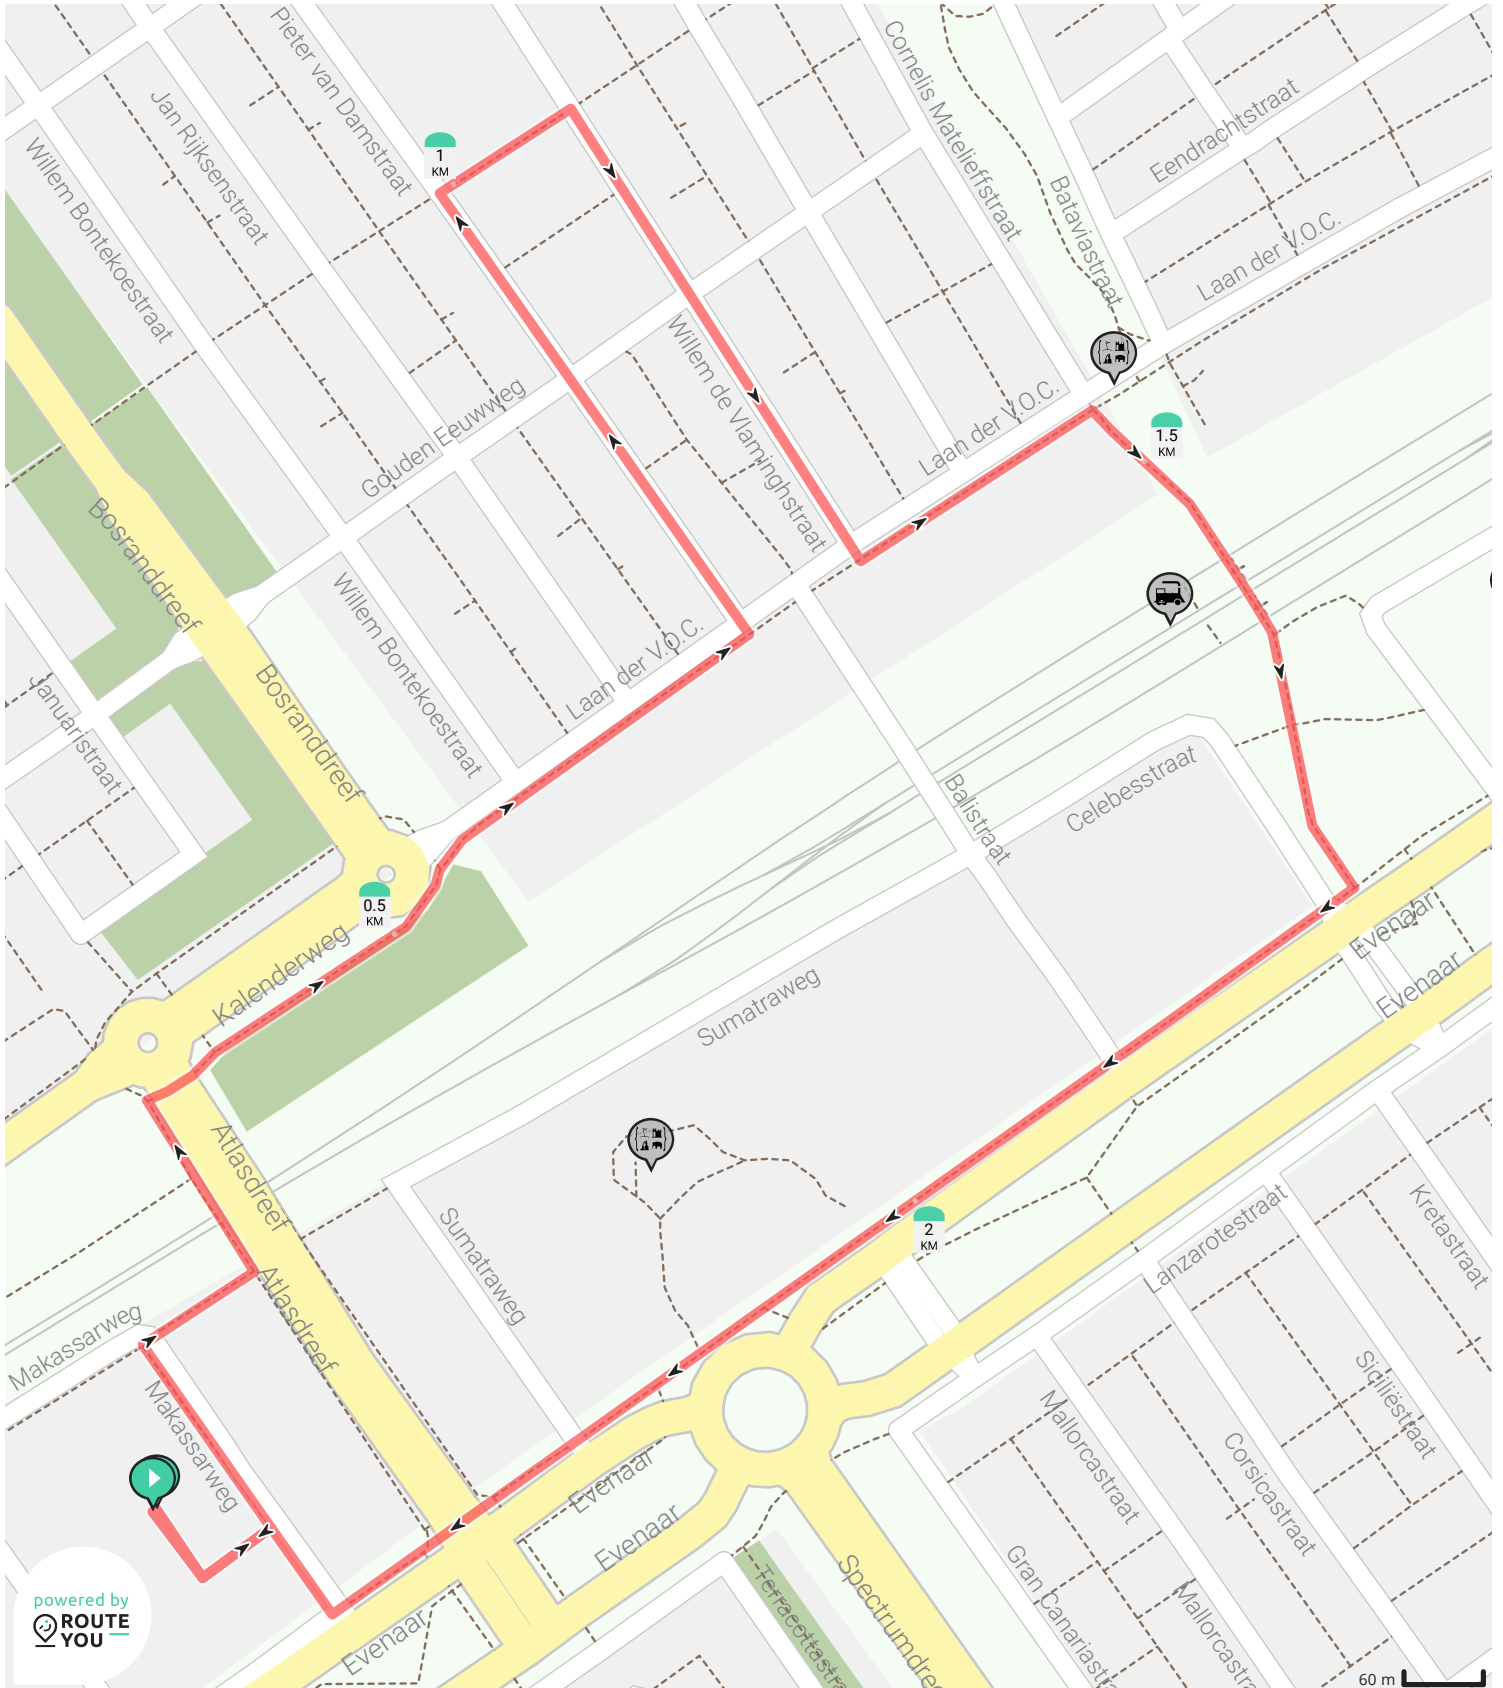 Pieter van Damstraat
Cornelis Matelieffstraat
Jan Rijksenstraat
Eendrachtstraat
Willem Bontekoestraat
1
KM
Bataviastraat
Laan der V.O.C.
Willem de Vlaminghstraat
Gouden Eeuwweg
Laan der V.O.C.
1.5
KM
Bosranddreef
Willem Bontekoestraat
Laan der V.O.C.
Bosranddreef
Januaristraat
Balistraat
Celebesstraat
0.5
KM
Kalenderweg
Evenaar
Evenaar
Sumatraweg
Atlasdreef
Lanzarotestraat
Kretastraat
2
KM
Sumatraweg
Atlasdreef
Makassarweg
Makassarweg
Siciliëstraat
Mallorcastraat
Corsicastraat
Evenaar
Evenaar
Spectrumdree
Gran Canariastra
Terracottastra
Mallorcastra
Evenaar
powered by
ROUTE
YOU
60 m